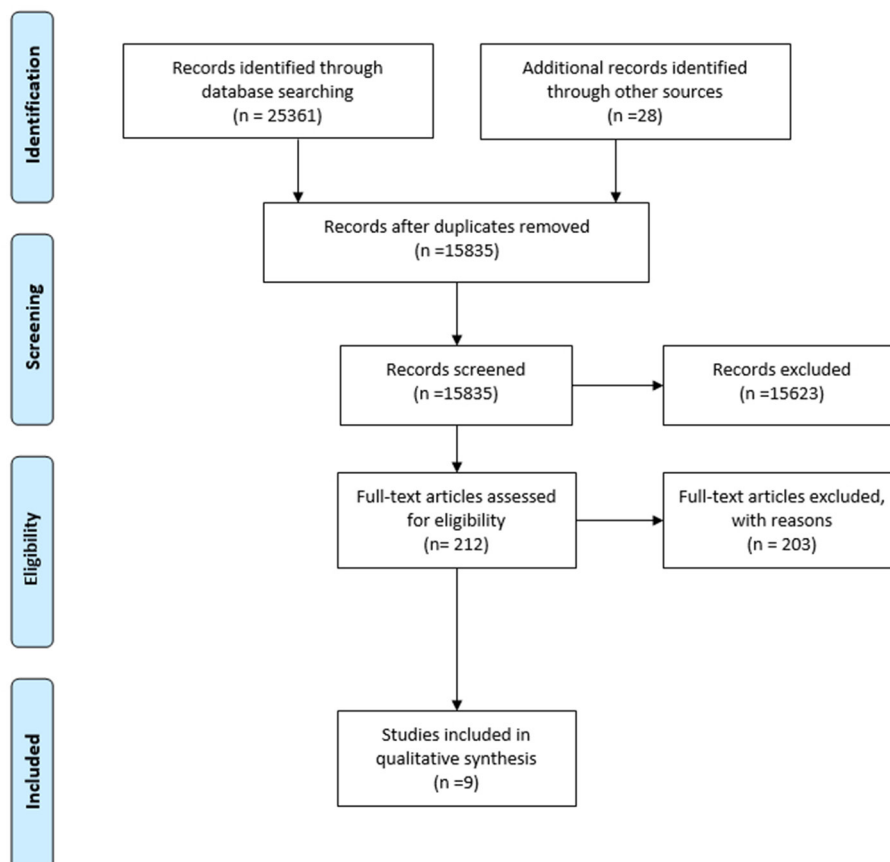 Identification
Records identified through
database searching
(n = 25361)
Additional records identified
through other sources
(n =28)
Records after duplicates removed
(n =15835)
Screening
Records screened
(n =15835)
Records excluded
(n =15623)
Eligibility
Full-text articles assessed
for eligibility
(n= 212)
Full-text articles excluded,
with reasons
(n = 203)
Included
Studies included in
qualitative synthesis
(n =9)